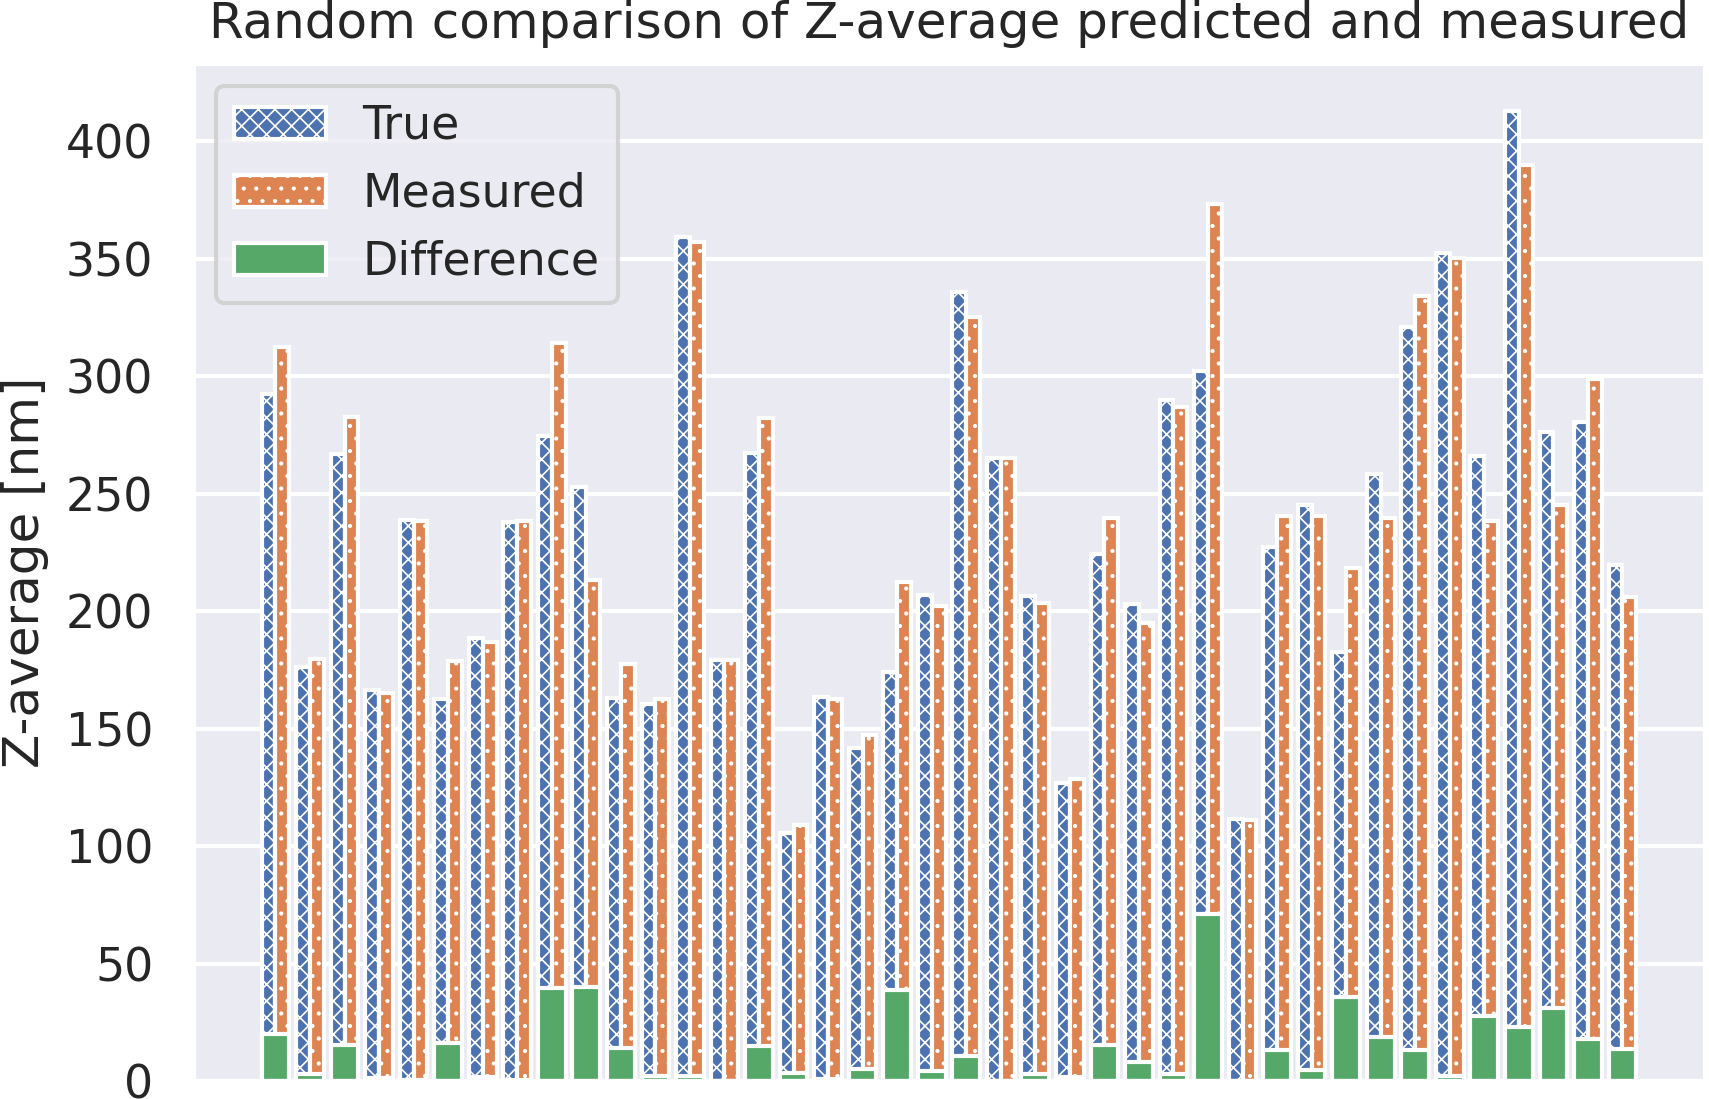 Random comparison of Z-average predicted and measured
True
Measured
Difference
Z-average [nm]
400
350
300
250
200
150
100
50
0